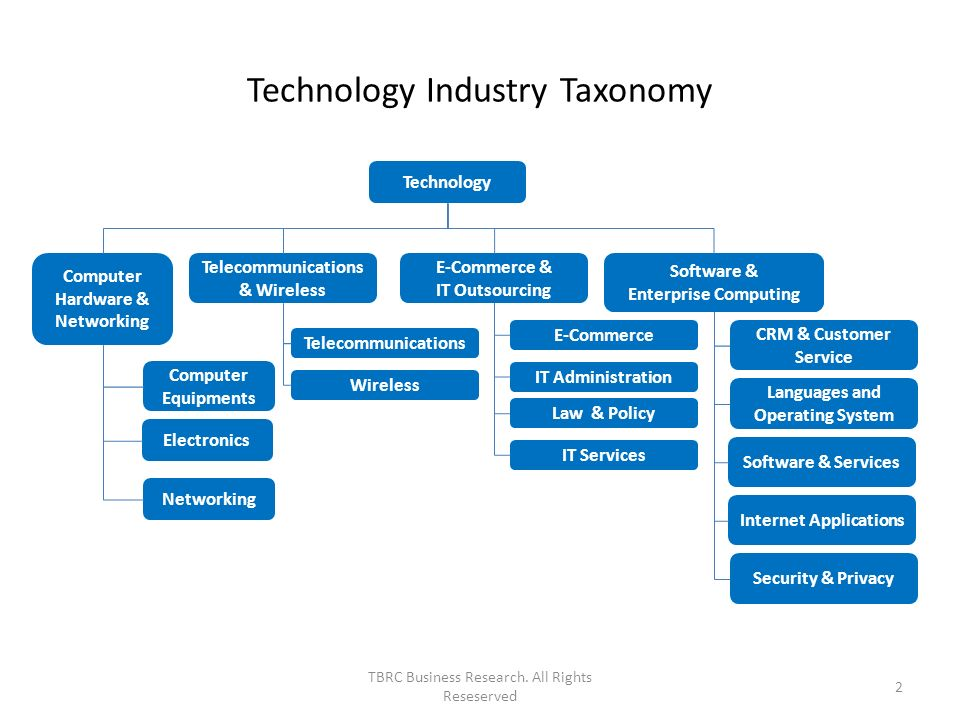 Technology Industry Taxonomy
Technology
Computer
Hardware &
Networking
Computer
Equipments
Electronics
Networking
Telecommunications
& Wireless
Telecommunications
Wireless
E-Commerce &
IT Outsourcing
E-Commerce
IT Administration
Law & Policy
IT Services
Software &
Enterprise Computing
CRM & Customer
Service
Languages and
Operating System
Software & Services
Internet Applications
Security & Privacy
TBRC Business Research. All Rights
Reseserved
2